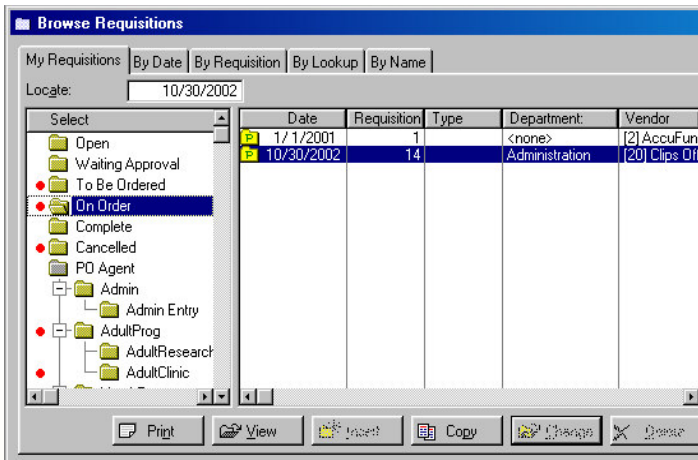 Browse Requisitions
My Requisitions By Date By Requisition By Lookup By Name
Locate: 10/30/2002
Select
Open
Waiting Approval
To Be Ordered
On Order
Complete
Cancelled
PO Agent
Admin
Admin Entry
AdultProg
AdultResearch
AdultClinic
Date Requisition Type Department: Vendor
P 1/ 1/2001 1 <none> [2] AccuFun
P 10/30/2002 14 Administration [20] Clips Off
Print View Insert Copy Change Delete